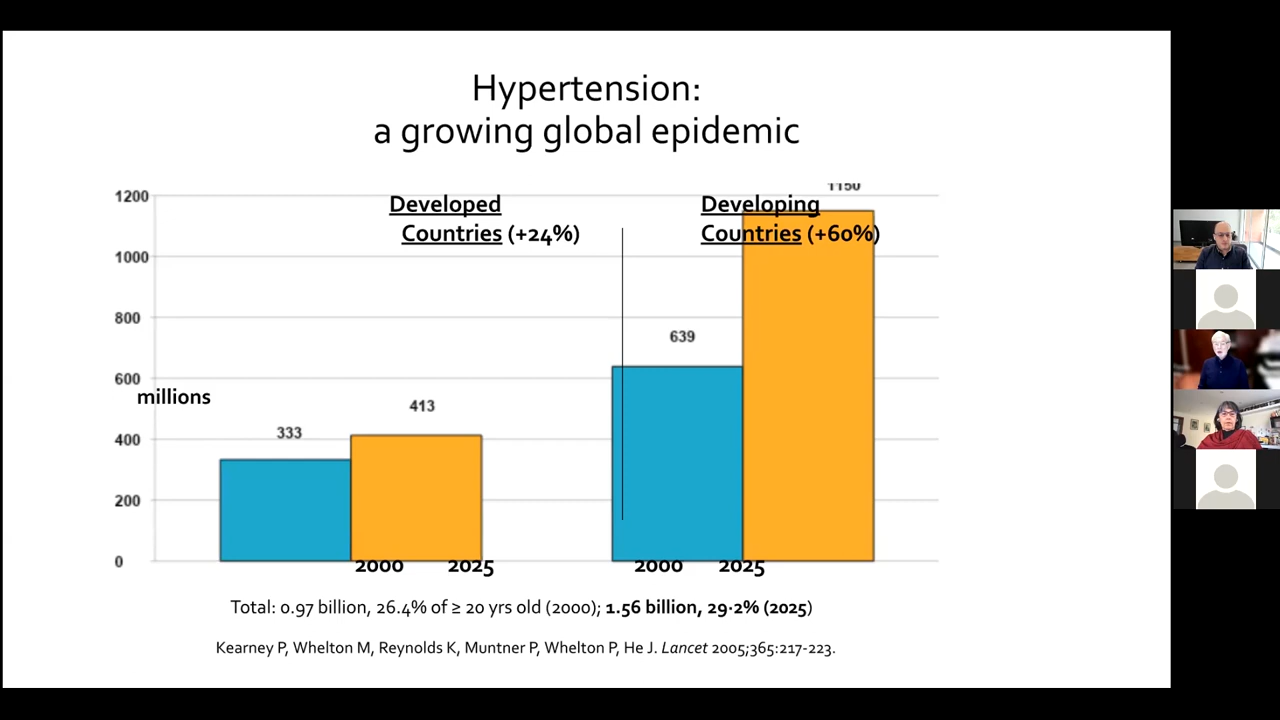 Hypertension:
a growing global epidemic
1150
1200
Developed
Countries (+24%)
Developing
Countries (+60%)
1000
800
639
600
millions
413
333
400
200
0
2000 2025
2000 2025
Total: 0.97 billion, 26.4% of ≥ 20 yrs old (2000); 1.56 billion, 29·2% (2025)
Kearney P, Whelton M, Reynolds K, Muntner P, Whelton P, He J. Lancet 2005;365:217-223.